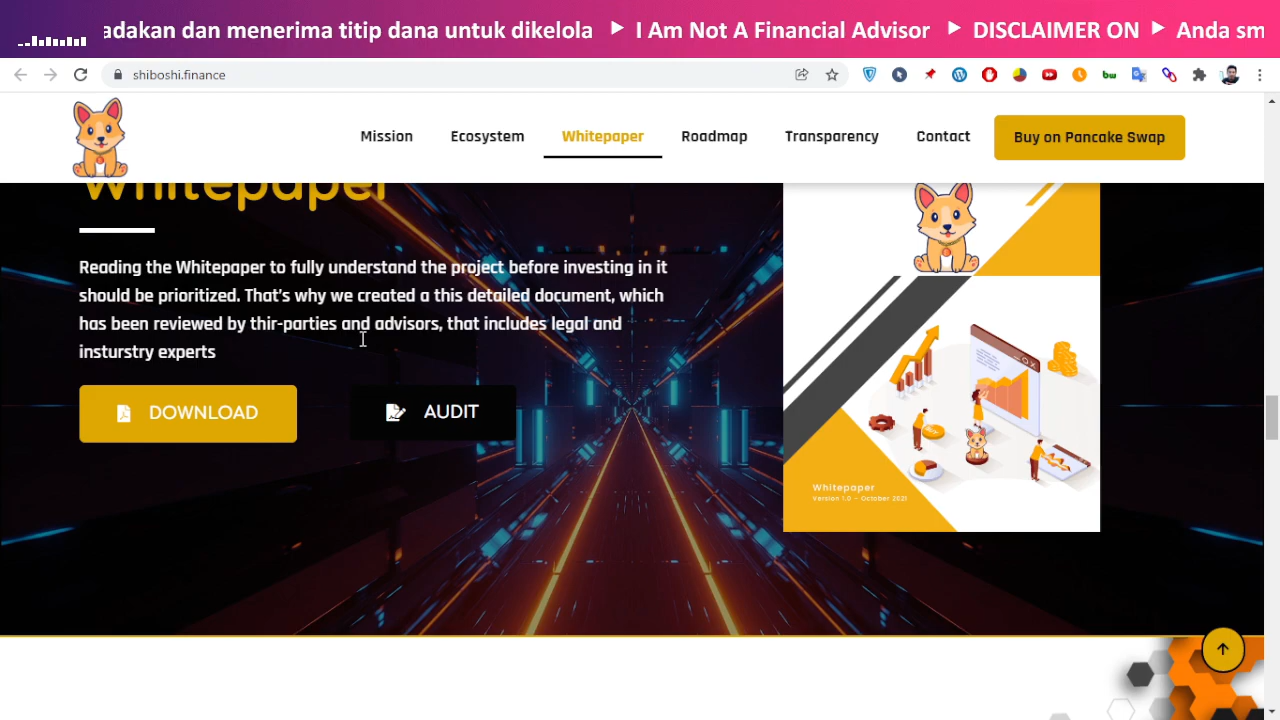 adakan dan menerima titip dana untuk dikelola ▶ I Am Not A Financial Advisor ▶ DISCLAIMER ON ▶ Anda sm
shiboshi.finance
Mission Ecosystem Whitepaper Roadmap Transparency Contact Buy on Pancake Swap
Whitepaper
Reading the Whitepaper to fully understand the project before investing in it
should be prioritized. That's why we created a this detailed document, which
has been reviewed by thir-parties and advisors, that includes legal and
insturstry experts
DOWNLOAD AUDIT
Whitepaper
Version 1.0 – October 2021